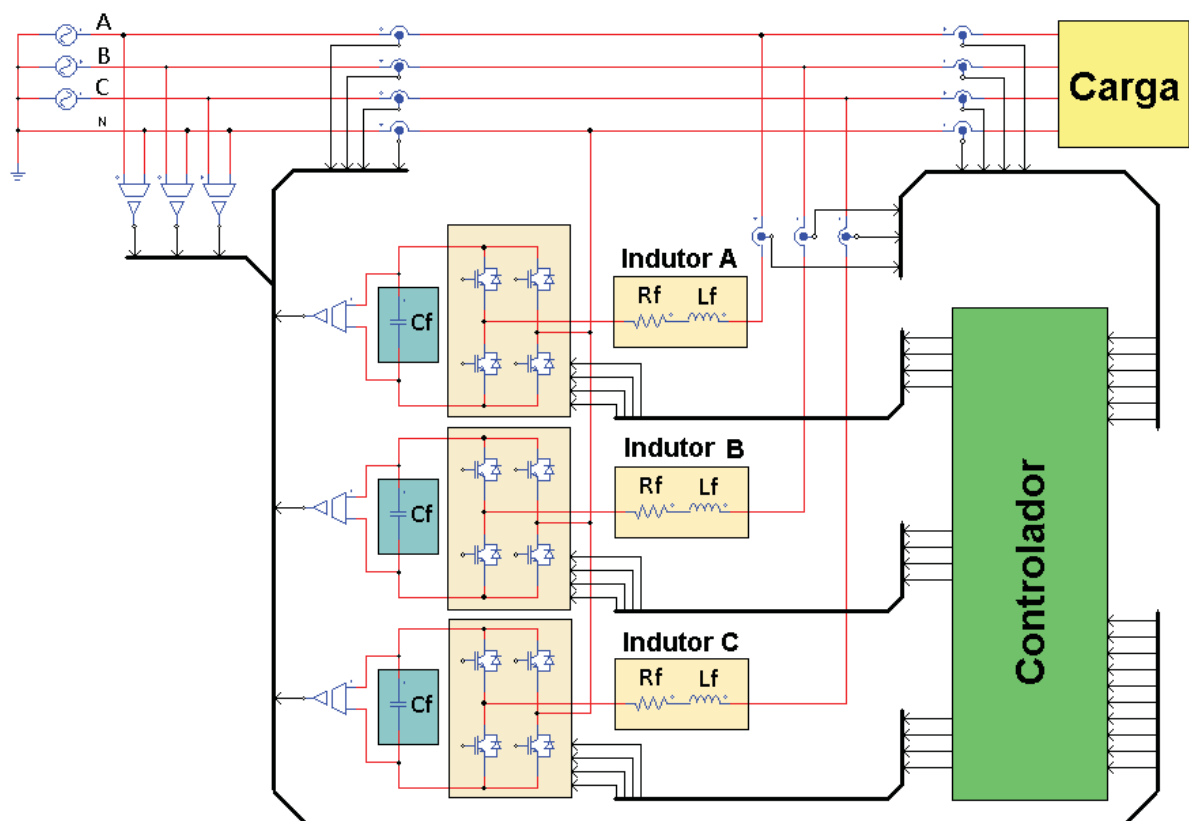 A
B
C
N
Carga
Indutor A
Rf Lf
Cf
Indutor B
Rf Lf
Cf
Indutor C
Rf Lf
Cf
Controlador